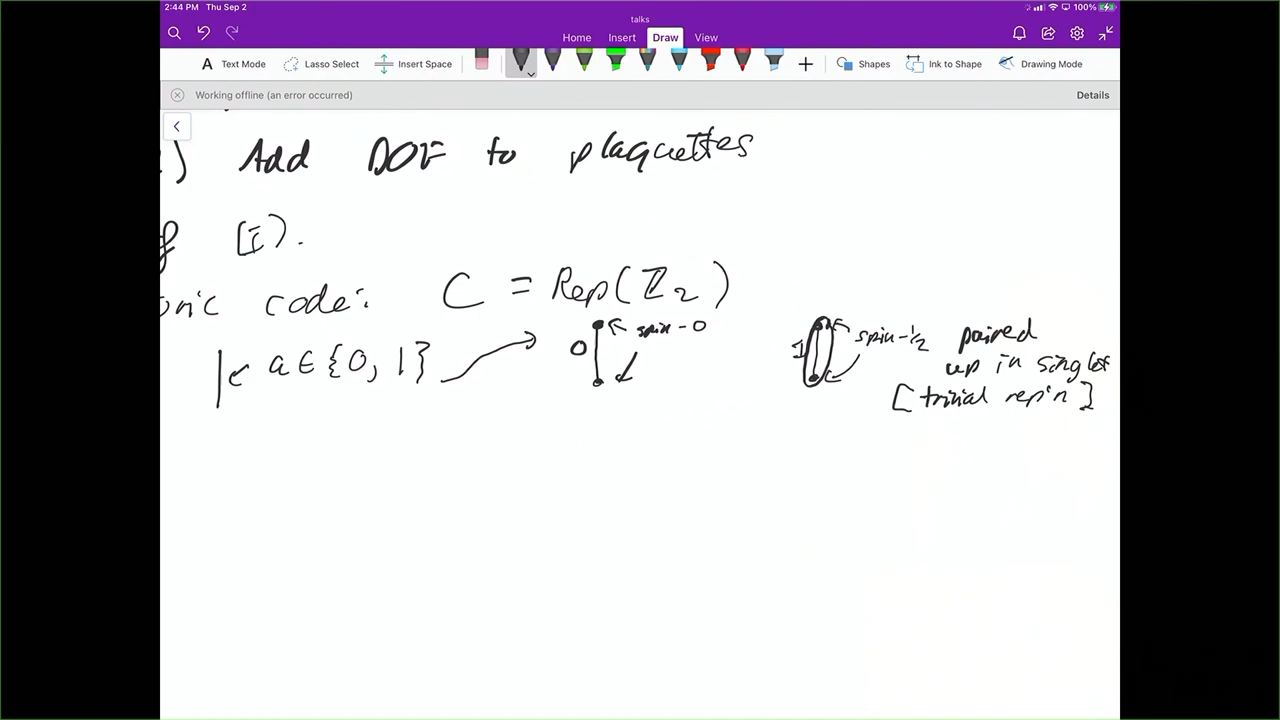 2:44 PM Thu Sep 2
100%
talks
Home Insert Draw View
Text Mode Lasso Select Insert Space Shapes Ink to Shape Drawing Mode
Working offline (an error occurred) Details
) Add DOF to plaquettes
of [I).
oric code: C = Rep(ℤ2)
a ∈ {0, 1}
0 spin-0
1 spin-1/2 paired
up in singlet
[trivial rep'n]